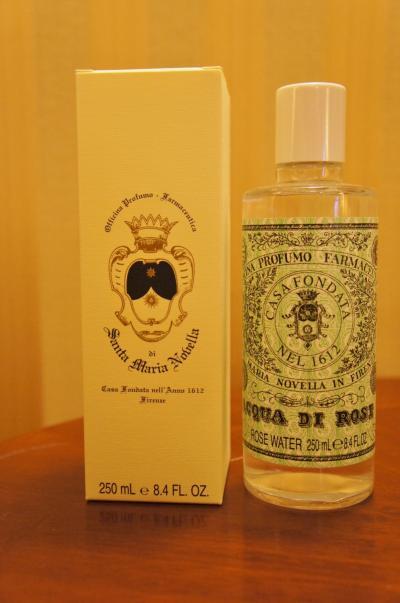 Officina Profumo - Farmaceutica
di
Santa Maria Novella
Casa Fondata nell'Anno 1612
Firenze
250 mL e 8.4 FL. OZ.
NA PROFUMO FARMAC
CASA FONDATA
NEL 1612
MARIA NOVELLA IN FIREN
CQUA DI ROSE
ROSE WATER 250 mL e 8.4 FL.OZ.